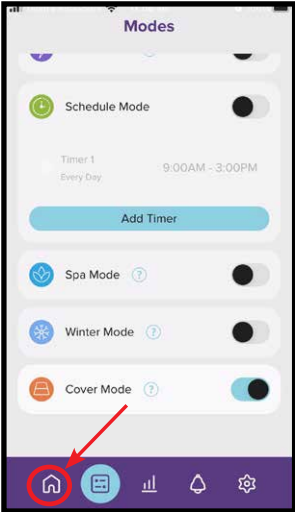 Modes
?
Schedule Mode
Timer 1
9:00AM - 3:00PM
Every Day
Add Timer
Spa Mode ?
Winter Mode ?
Cover Mode ?